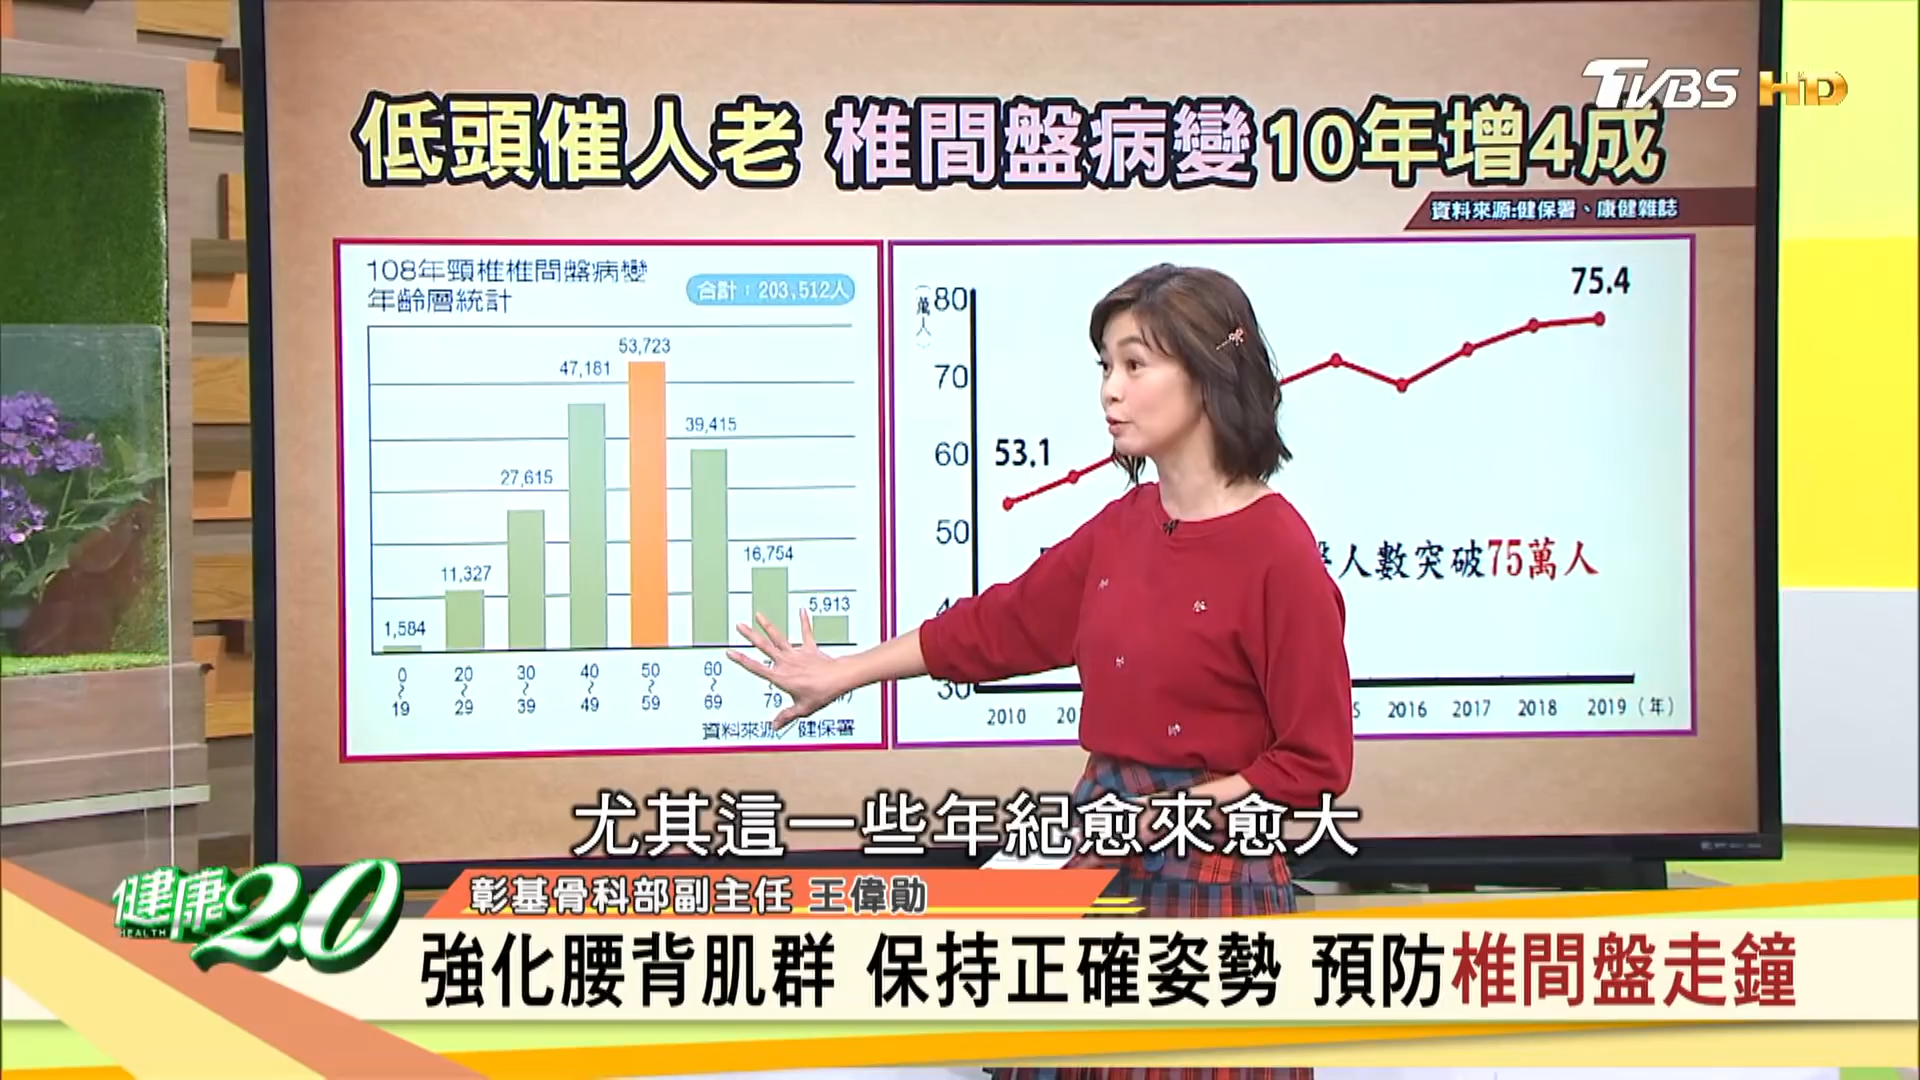 TVBS HD
低頭催人老 椎間盤病變10年增4成
資料來源:健保署、康健雜誌
108年頸椎椎間盤病變
年齡層統計
合計：203,512人
53,723
47,181
39,415
27,615
16,754
11,327
5,913
1,584
0~19
20~29
30~39
40~49
50~59
60~69
79
資料來源／健保署
(萬人)
80
70
60
50
30
75.4
53.1
人數突破75萬人
2010
2016
2017
2018
2019 (年)
尤其這一些年紀愈來愈大
健康2.0
HEALTH
彰基骨科部副主任 王偉勛
強化腰背肌群 保持正確姿勢 預防椎間盤走鐘